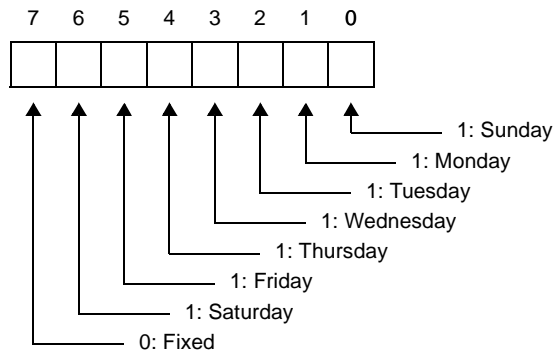 7 6 5 4 3 2 1 0
1: Sunday
1: Monday
1: Tuesday
1: Wednesday
1: Thursday
1: Friday
1: Saturday
0: Fixed